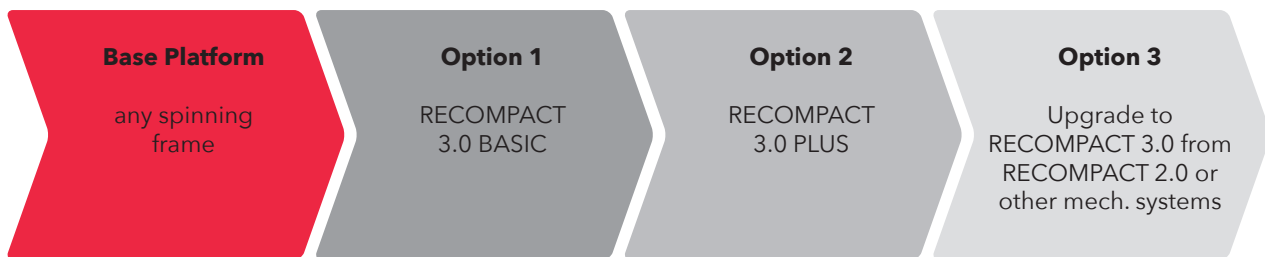 Base Platform
any spinning
frame
Option 1
RECOMPACT
3.0 BASIC
Option 2
RECOMPACT
3.0 PLUS
Option 3
Upgrade to
RECOMPACT 3.0 from
RECOMPACT 2.0 or
other mech. systems